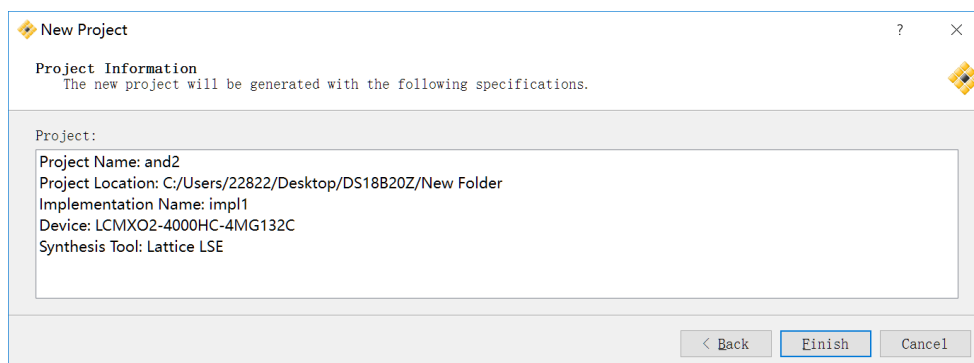 New Project
?
Project Information
The new project will be generated with the following specifications.
Project:
Project Name: and2
Project Location: C:/Users/22822/Desktop/DS18B20Z/New Folder
Implementation Name: impl1
Device: LCMXO2-4000HC-4MG132C
Synthesis Tool: Lattice LSE
< Back
Finish
Cancel